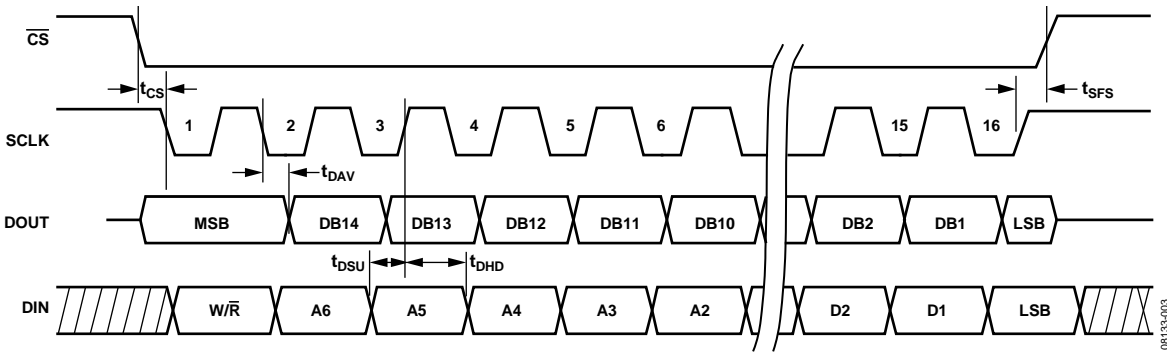 CS
tCS
tSFS
SCLK 1 2 3 4 5 6 15 16
tDAV
DOUT MSB DB14 DB13 DB12 DB11 DB10 DB2 DB1 LSB
tDSU tDHD
DIN W/R A6 A5 A4 A3 A2 D2 D1 LSB
08133-003